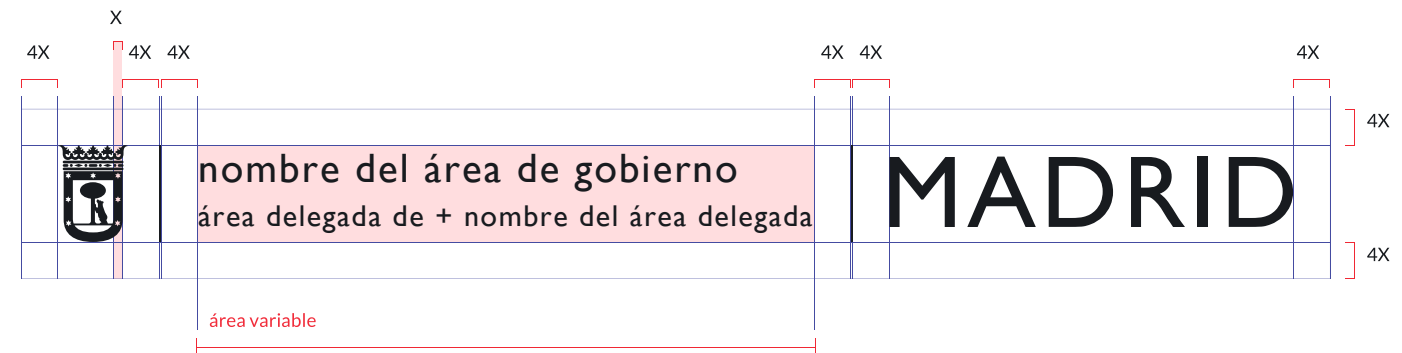 X
4X 4X 4X 4X 4X 4X
4X
nombre del área de gobierno
área delegada de + nombre del área delegada
MADRID
4X
área variable